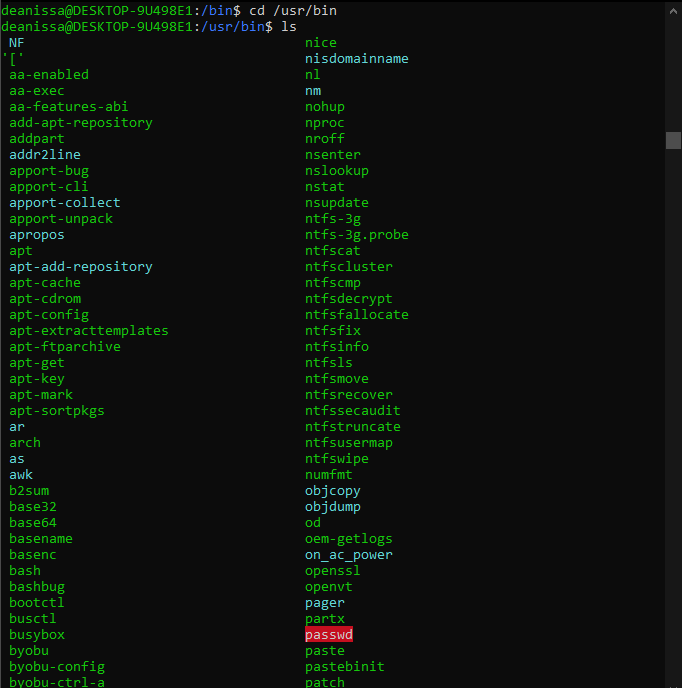 deanissa@DESKTOP-9U498E1:/bin$ cd /usr/bin
deanissa@DESKTOP-9U498E1:/usr/bin$ ls
NF nice
'[' nisdomainname
aa-enabled nl
aa-exec nm
aa-features-abi nohup
add-apt-repository nproc
addpart nroff
addr2line nsenter
apport-bug nslookup
apport-cli nstat
apport-collect nsupdate
apport-unpack ntfs-3g
apropos ntfs-3g.probe
apt ntfscat
apt-add-repository ntfscluster
apt-cache ntfscmp
apt-cdrom ntfsdecrypt
apt-config ntfsfallocate
apt-extracttemplates ntfsfix
apt-ftparchive ntfsinfo
apt-get ntfsls
apt-key ntfsmove
apt-mark ntfsrecover
apt-sortpkgs ntfssecaudit
ar ntfstruncate
arch ntfsusermap
as ntfswipe
awk numfmt
b2sum objcopy
base32 objdump
base64 od
basename oem-getlogs
basenc on_ac_power
bash openssl
bashbug openvt
bootctl pager
busctl partx
busybox passwd
byobu paste
byobu-config pastebinit
byobu-ctrl-a patch